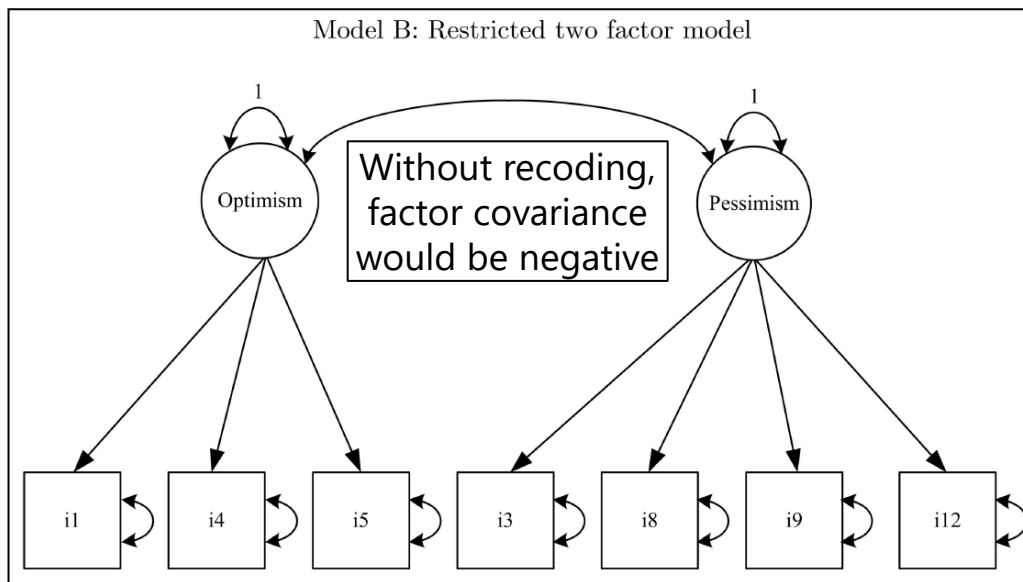 Model B: Restricted two factor model
1
1
Without recoding,
factor covariance
would be negative
Optimism
Pessimism
i1
i4
i5
i3
i8
i9
i12